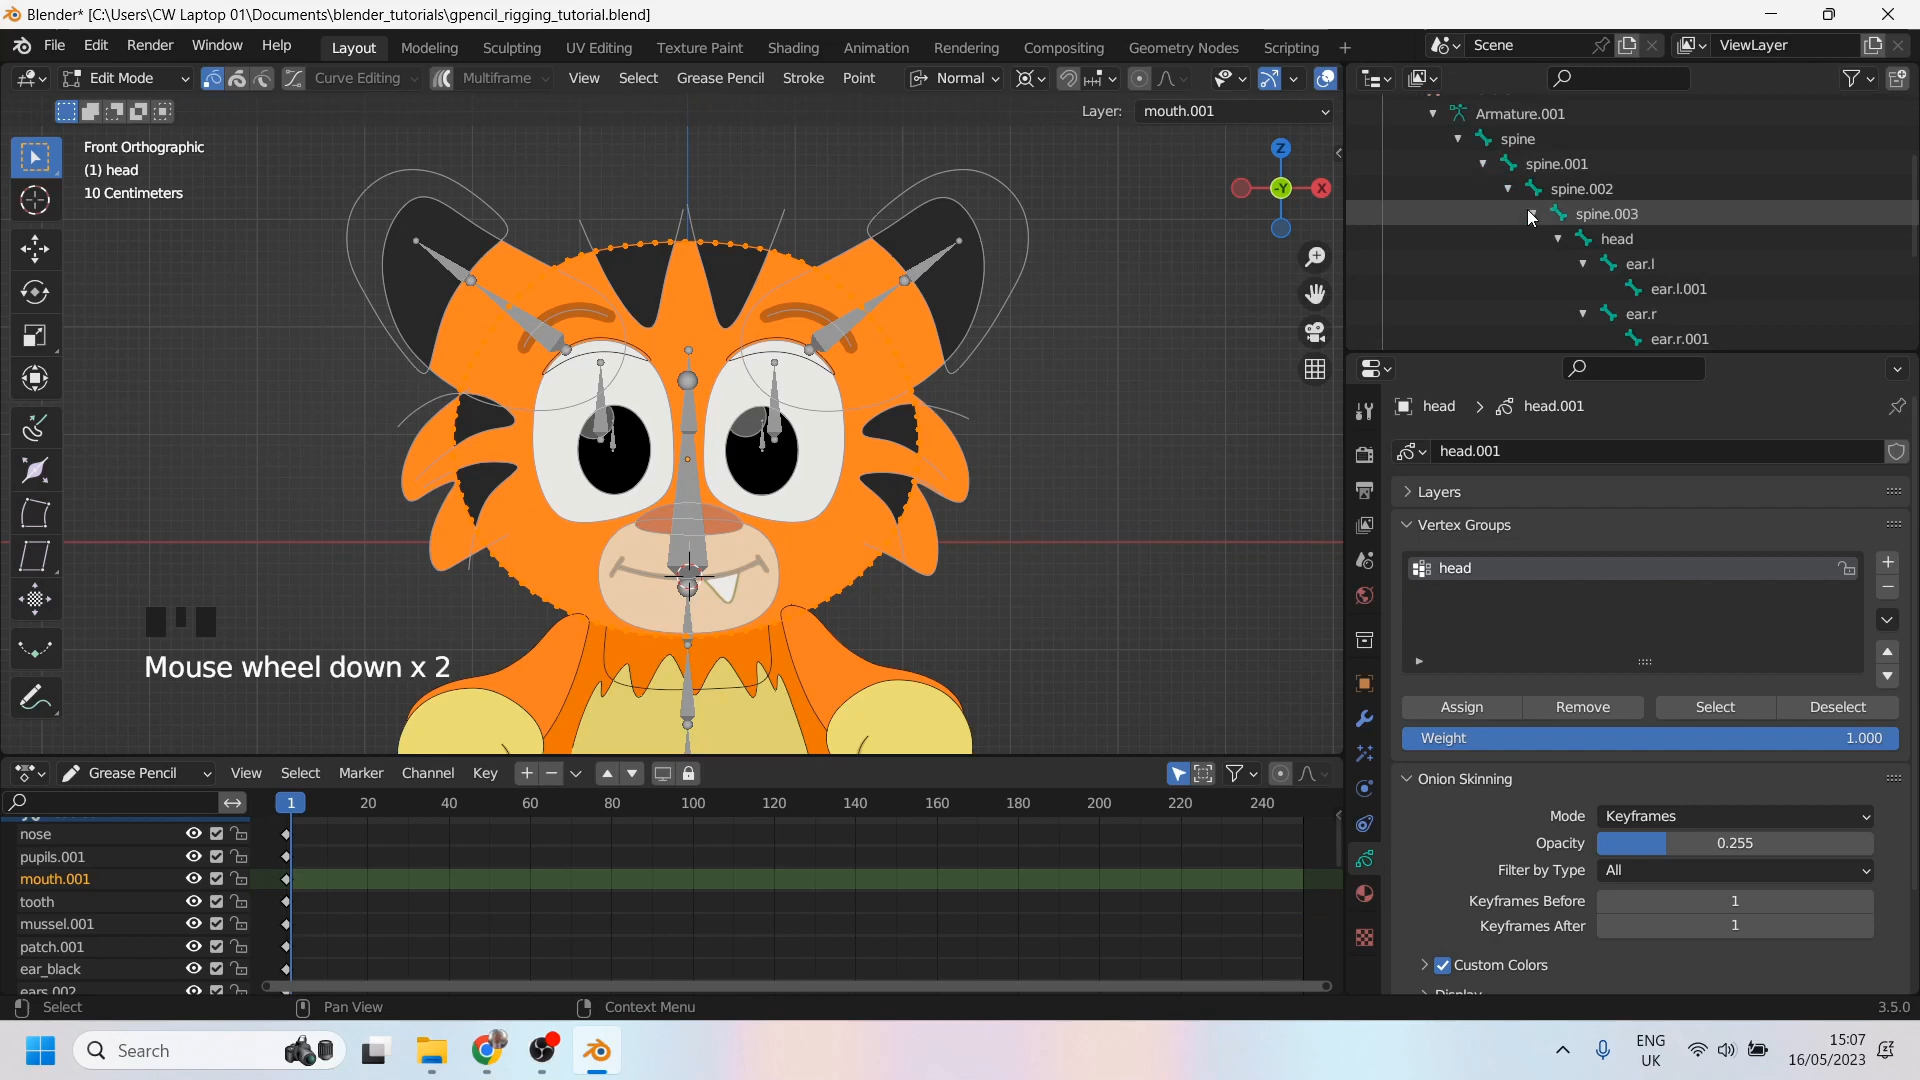 Blender* [C:\Users\CW Laptop 01\Documents\blender_tutorials\gpencil_rigging_tutorial.blend]
File Edit Render Window Help Layout Modeling Sculpting UV Editing Texture Paint Shading Animation Rendering Compositing Geometry Nodes Scripting + Scene ViewLayer
Edit Mode Curve Editing Multiframe View Select Grease Pencil Stroke Point Normal
Layer: mouth.001
Front Orthographic
(1) head
10 Centimeters
Z
-Y X
Mouse wheel down x 2
Armature.001
spine
spine.001
spine.002
spine.003
head
ear.l
ear.l.001
ear.r
ear.r.001
head > head.001
head.001
Layers
Vertex Groups
head
Assign Remove Select Deselect
Weight 1.000
Onion Skinning
Mode Keyframes
Opacity 0.255
Filter by Type All
Keyframes Before 1
Keyframes After 1
Custom Colors
Grease Pencil View Select Marker Channel Key
1 20 40 60 80 100 120 140 160 180 200 220 240
nose
pupils.001
mouth.001
tooth
mussel.001
patch.001
ear_black
ears.002
Select Pan View Context Menu 3.5.0
Search
ENG
UK
15:07
16/05/2023